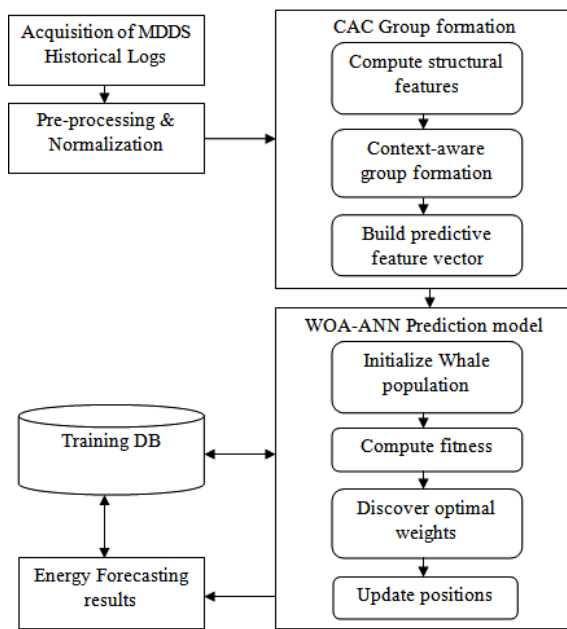 Acquisition of MDDS
Historical Logs
Pre-processing &
Normalization
CAC Group formation
Compute structural
features
Context-aware
group formation
Build predictive
feature vector
WOA-ANN Prediction model
Initialize Whale
population
Compute fitness
Discover optimal
weights
Update positions
Training DB
Energy Forecasting
results